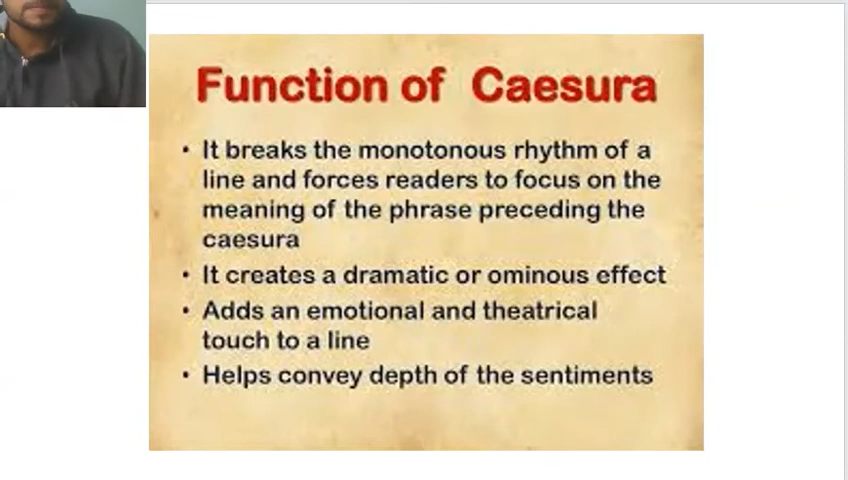 Function of Caesura
• It breaks the monotonous rhythm of a
line and forces readers to focus on the
meaning of the phrase preceding the
caesura
• It creates a dramatic or ominous effect
• Adds an emotional and theatrical
touch to a line
• Helps convey depth of the sentiments